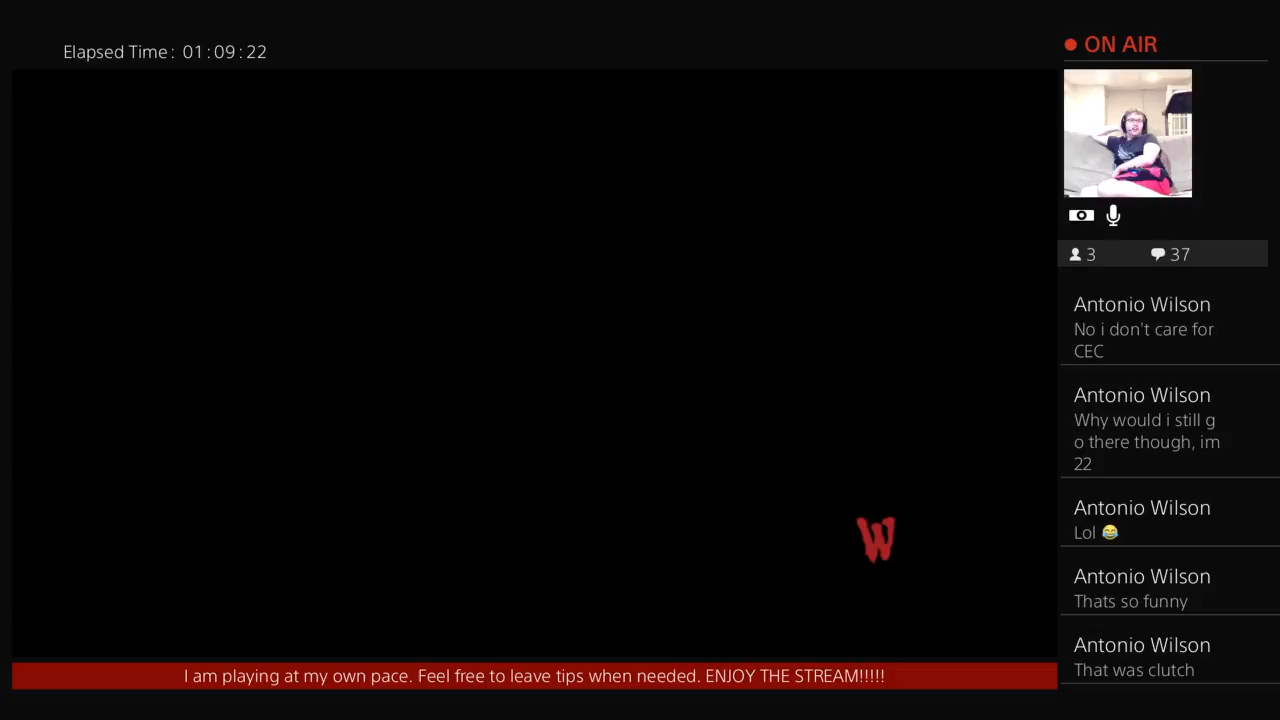 Elapsed Time: 01:09:22
ON AIR
3 37
Antonio Wilson
No i don't care for
CEC
Antonio Wilson
Why would i still g
o there though, im
22
Antonio Wilson
Lol 😂
Antonio Wilson
Thats so funny
Antonio Wilson
That was clutch
W
I am playing at my own pace. Feel free to leave tips when needed. ENJOY THE STREAM!!!!!